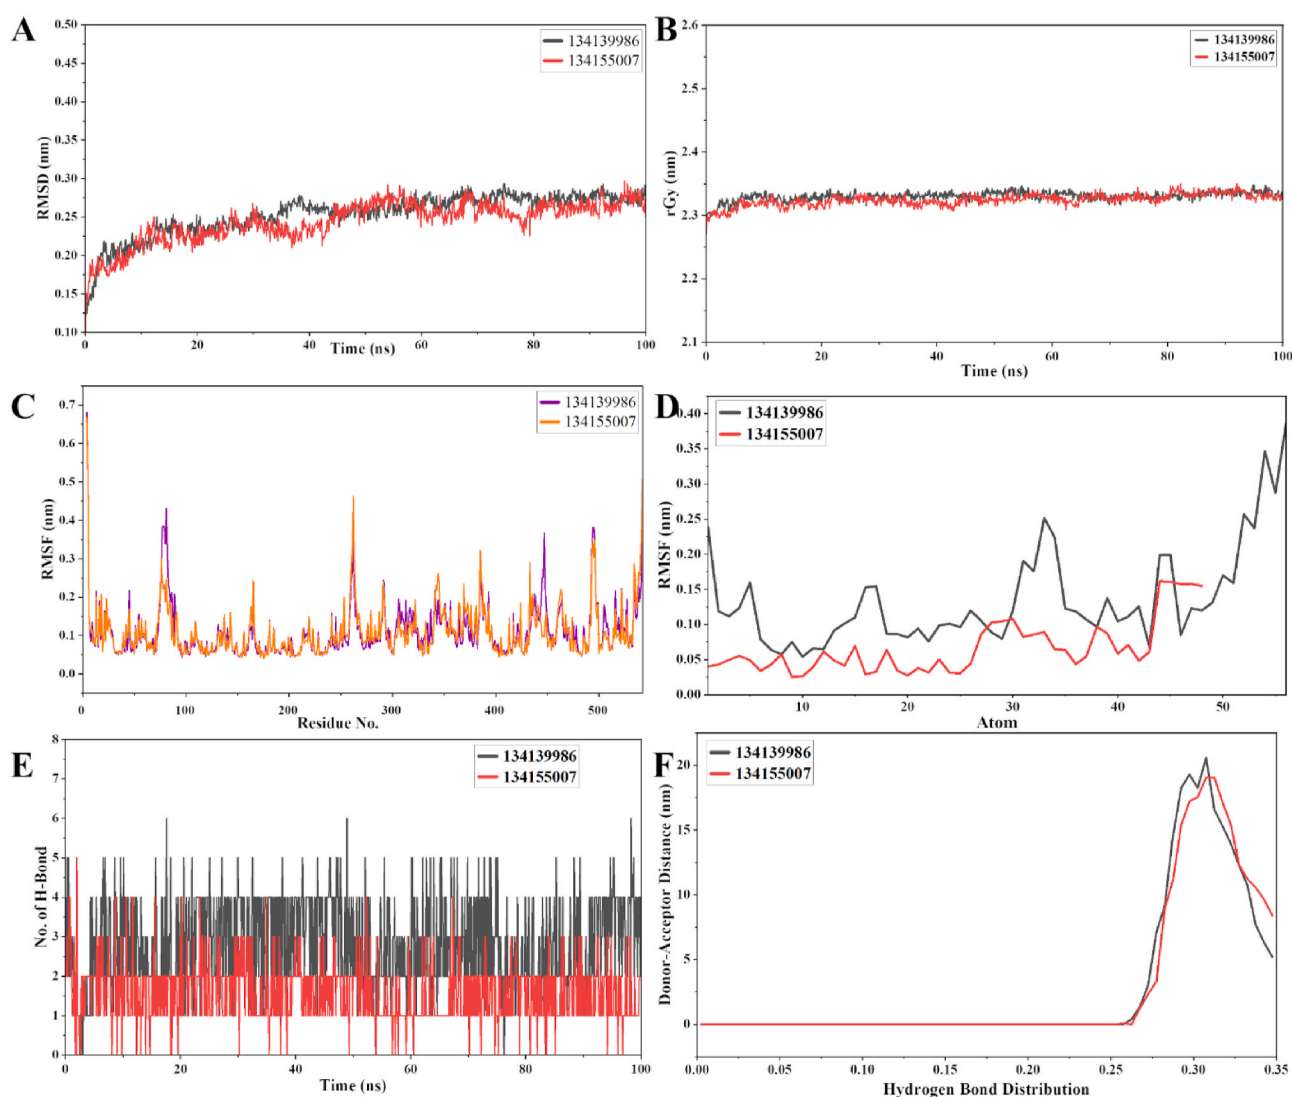 A
0.50
0.45
0.40
0.35
0.30
0.25
0.20
0.15
0.10
RMSD (nm)
134139986
134155007
0 20 40 60 80 100
Time (ns)
B
2.6
2.5
2.4
2.3
2.2
2.1
rGy (nm)
134139986
134155007
0 20 40 60 80 100
Time (ns)
C
0.7
0.6
0.5
0.4
0.3
0.2
0.1
0.0
RMSF (nm)
134139986
134155007
0 100 200 300 400 500
Residue No.
D
0.40
0.35
0.30
0.25
0.20
0.15
0.10
0.05
0.00
RMSF (nm)
134139986
134155007
10 20 30 40 50
Atom
E
8
7
6
5
4
3
2
1
0
No. of H-Bond
134139986
134155007
0 20 40 60 80 100
Time (ns)
F
20
15
10
5
0
Donor-Acceptor Distance (nm)
134139986
134155007
0.00 0.05 0.10 0.15 0.20 0.25 0.30 0.35
Hydrogen Bond Distribution